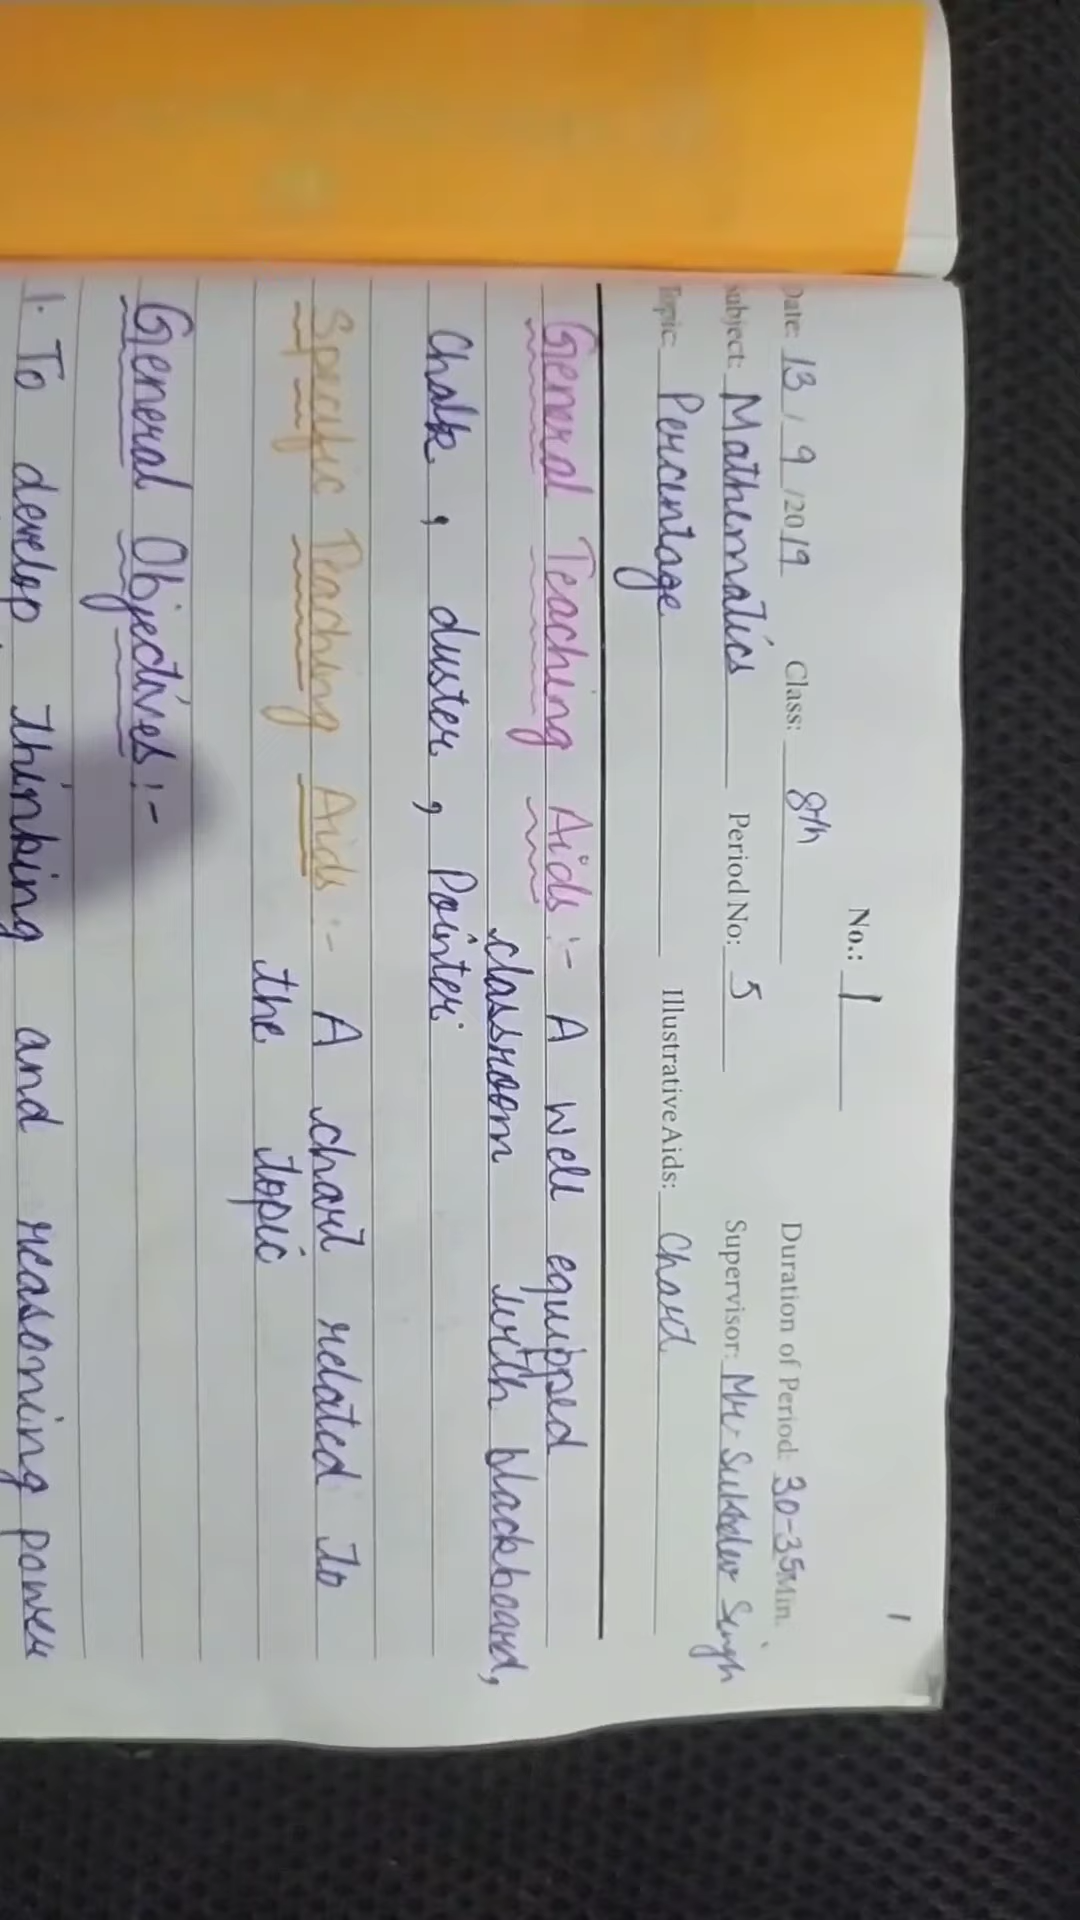 1
No.: 1
Date: 13/9/2019 Class: 8th Duration of Period: 30-35Min.
Subject: Mathematics Period No: 5 Supervisor: Mr. Sukhdev Singh
Topic: Percentage Illustrative Aids: Chart
General Teaching Aids :- A well equipped
classroom with blackboard,
Chalk, duster, Pointer.
Specific Teaching Aids :- A chart related to
the topic
General Objectives :-
1. To develop thinking and reasoning power